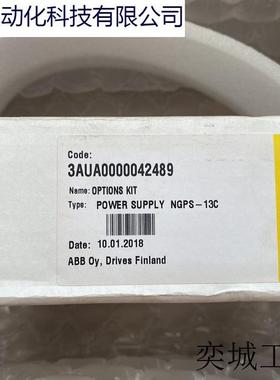 动化科技有限公司
Code:
3AUA0000042489
Name: OPTIONS KIT
Type: POWER SUPPLY NGPS-13C
Date: 10.01.2018
ABB Oy, Drives Finland
奕城工